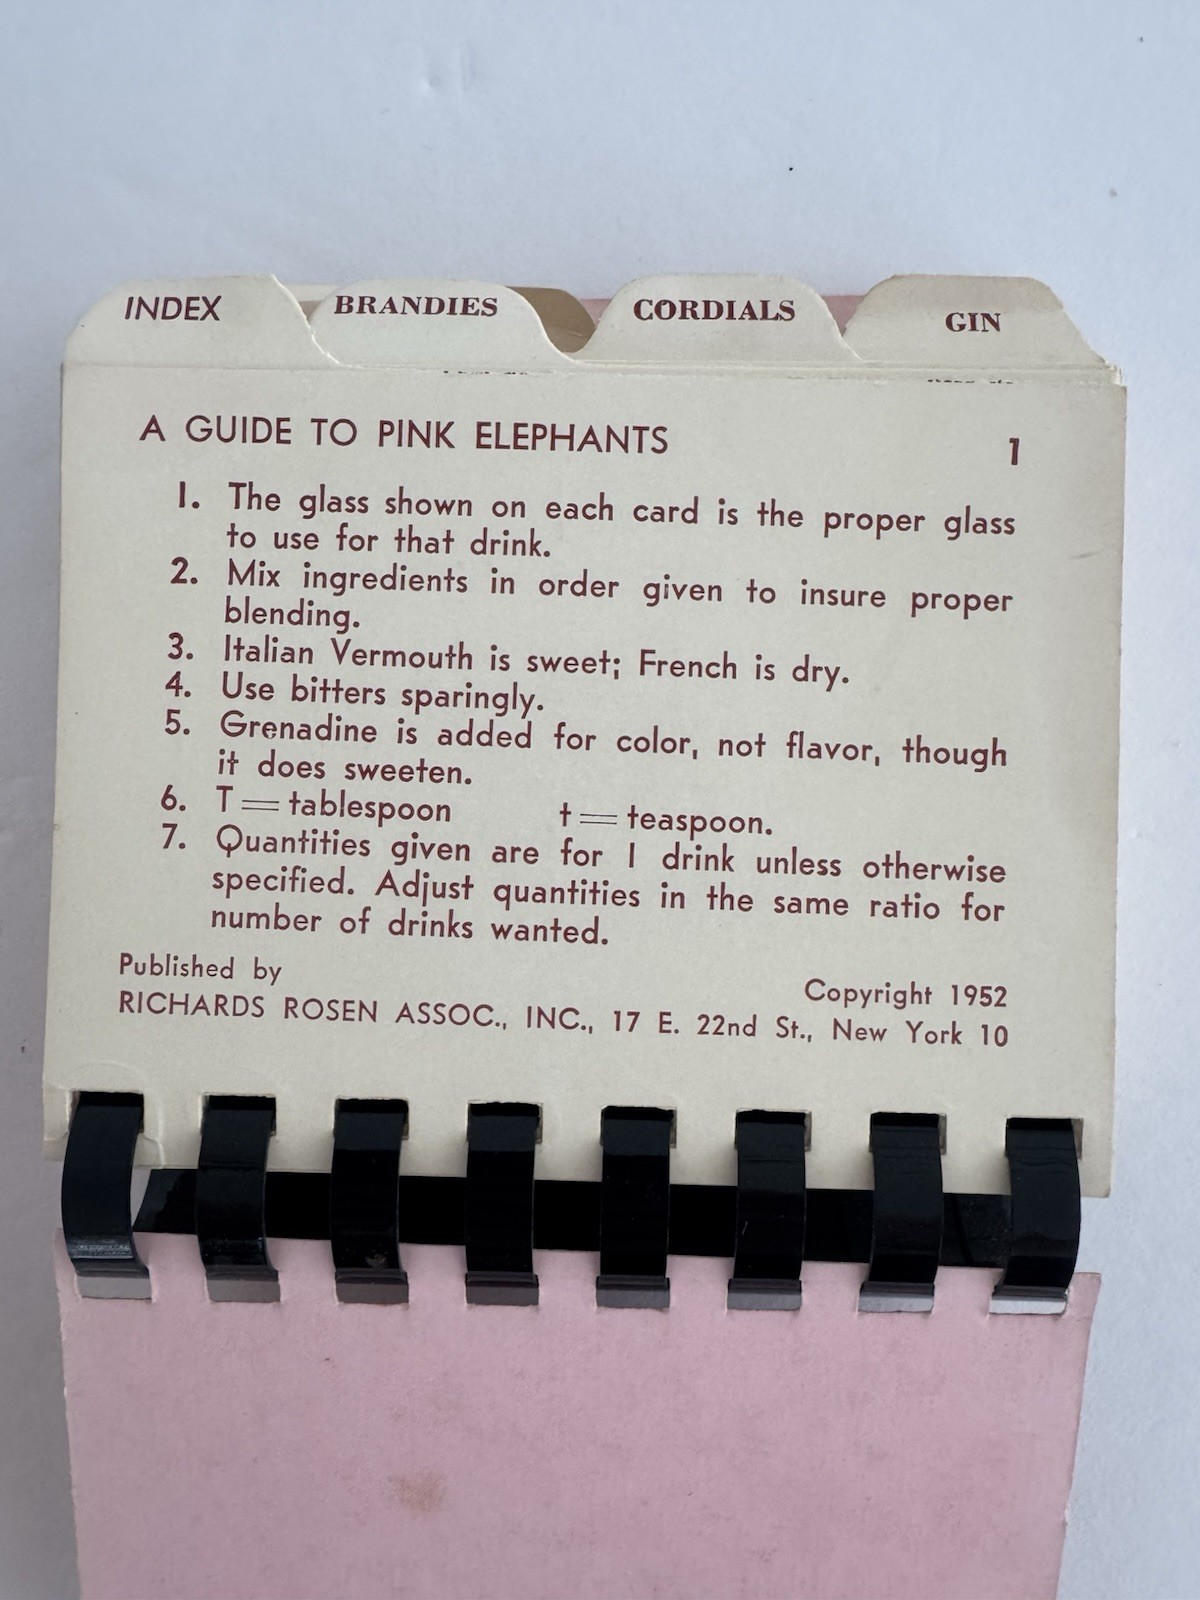 INDEX BRANDIES CORDIALS GIN
A GUIDE TO PINK ELEPHANTS 1
1. The glass shown on each card is the proper glass
to use for that drink.
2. Mix ingredients in order given to insure proper
blending.
3. Italian Vermouth is sweet; French is dry.
4. Use bitters sparingly.
5. Grenadine is added for color, not flavor, though
it does sweeten.
6. T = tablespoon t = teaspoon.
7. Quantities given are for 1 drink unless otherwise
specified. Adjust quantities in the same ratio for
number of drinks wanted.
Published by Copyright 1952
RICHARDS ROSEN ASSOC., INC., 17 E. 22nd St., New York 10